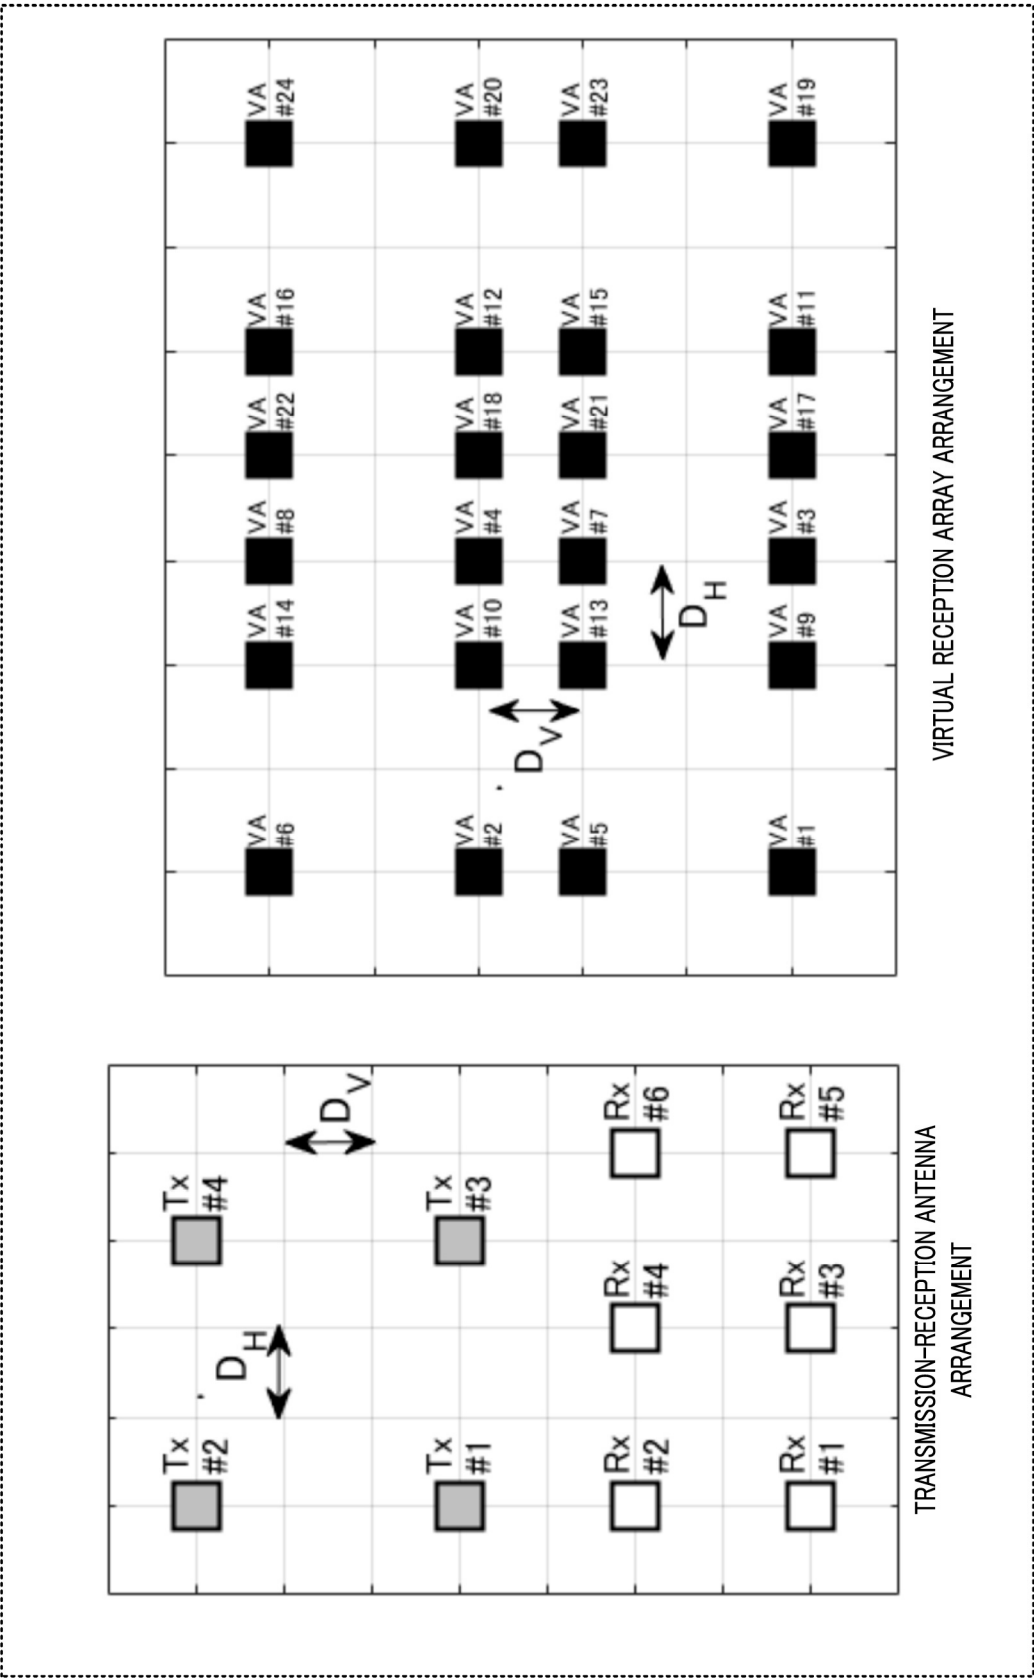 Tx Tx
#2 #4
DH
DV
Tx Tx
#1 #3
Rx Rx Rx
#2 #4 #6
Rx Rx Rx
#1 #3 #5
TRANSMISSION-RECEPTION ANTENNA
ARRANGEMENT
VA VA VA VA VA VA
#6 #14 #8 #22 #16 #24
VA VA VA VA VA VA
#2 #10 #4 #18 #12 #20
DV
VA VA VA VA VA VA
#5 #13 #7 #21 #15 #23
DH
VA VA VA VA VA VA
#1 #9 #3 #17 #11 #19
VIRTUAL RECEPTION ARRAY ARRANGEMENT